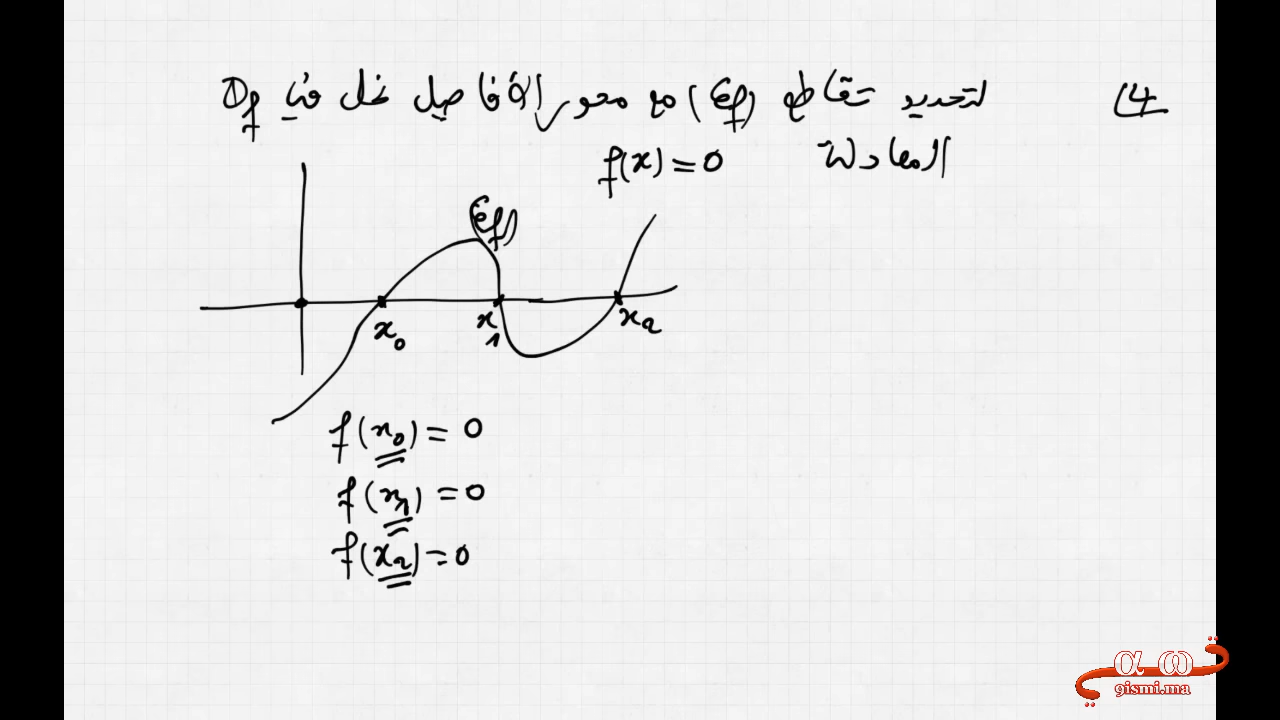 4) لتحديد تقاطع (Cf) مع محور الأفاصيل نحل في Df
المعادلة f(x) = 0
(Cf)
x₀
x₁
x₂
f(x₀) = 0
f(x₁) = 0
f(x₂) = 0
9ismi.ma